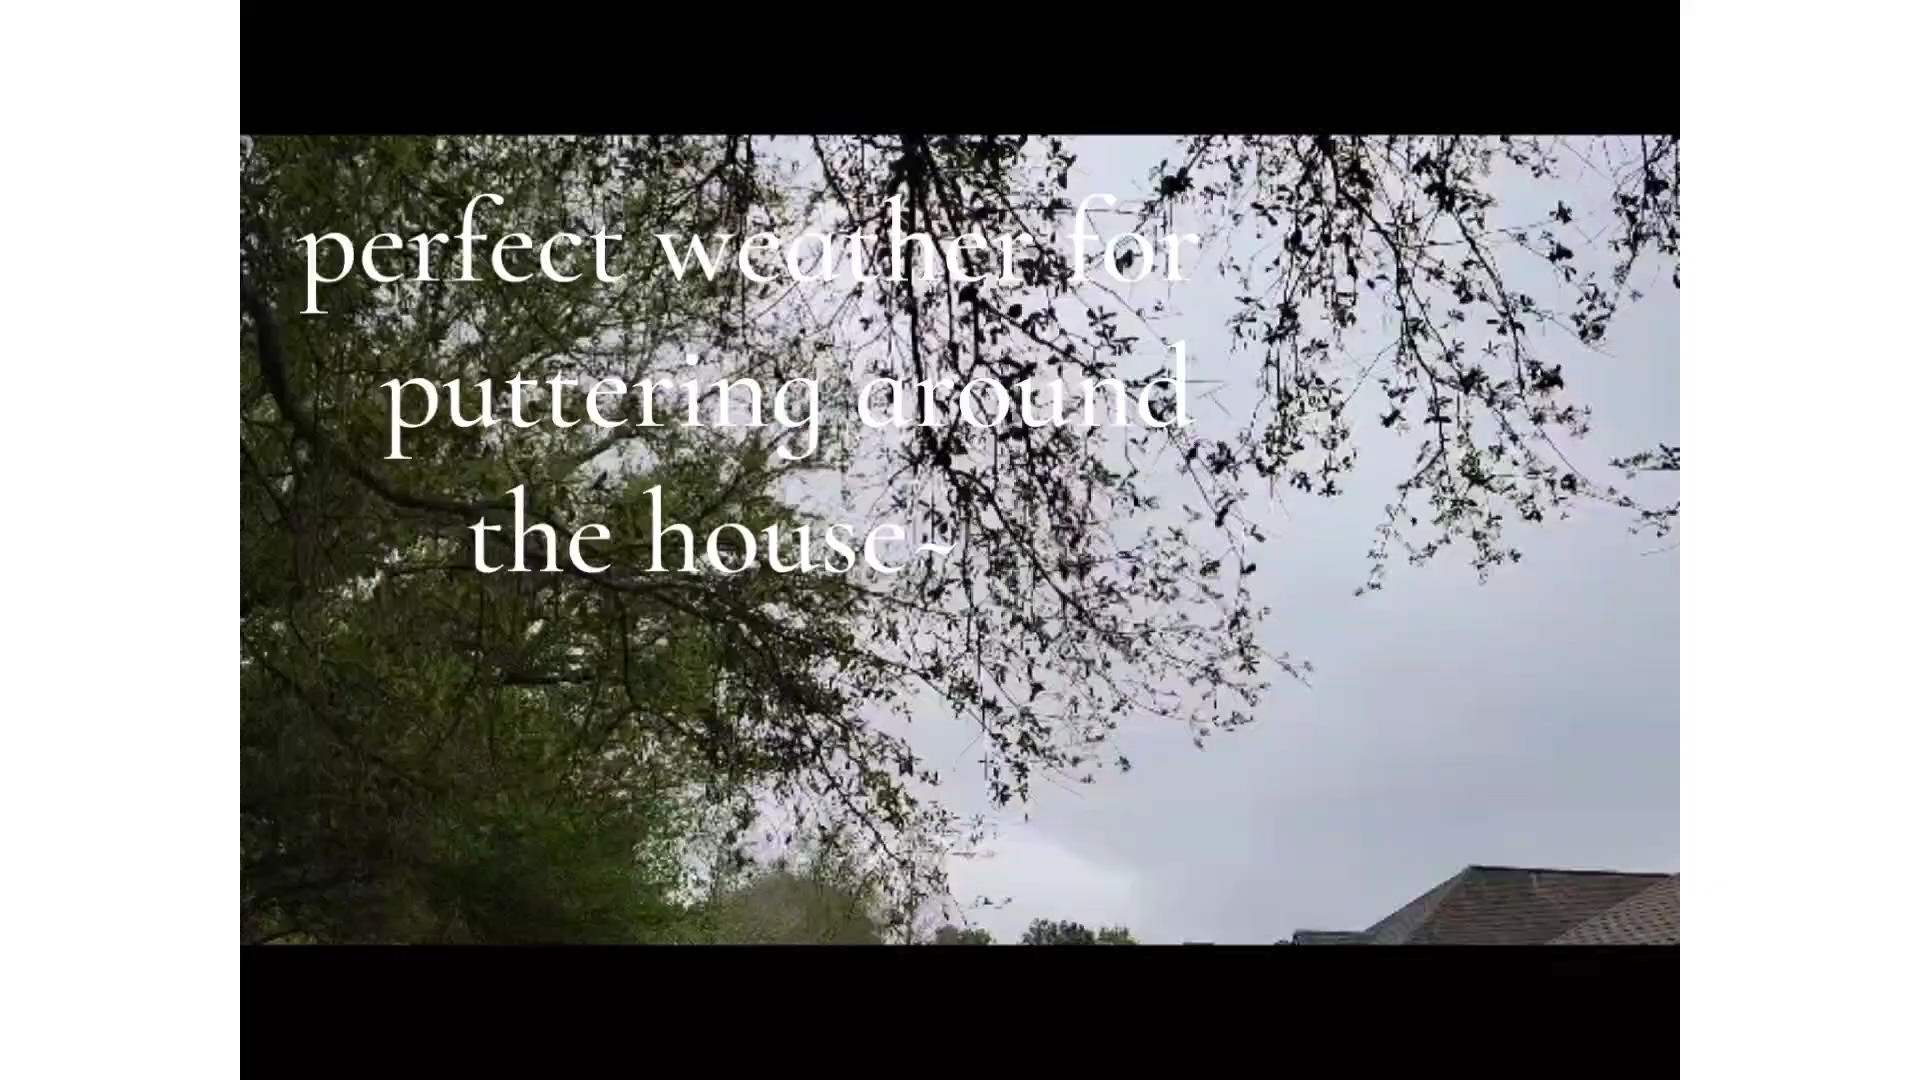 perfect weather for
puttering around
the house~